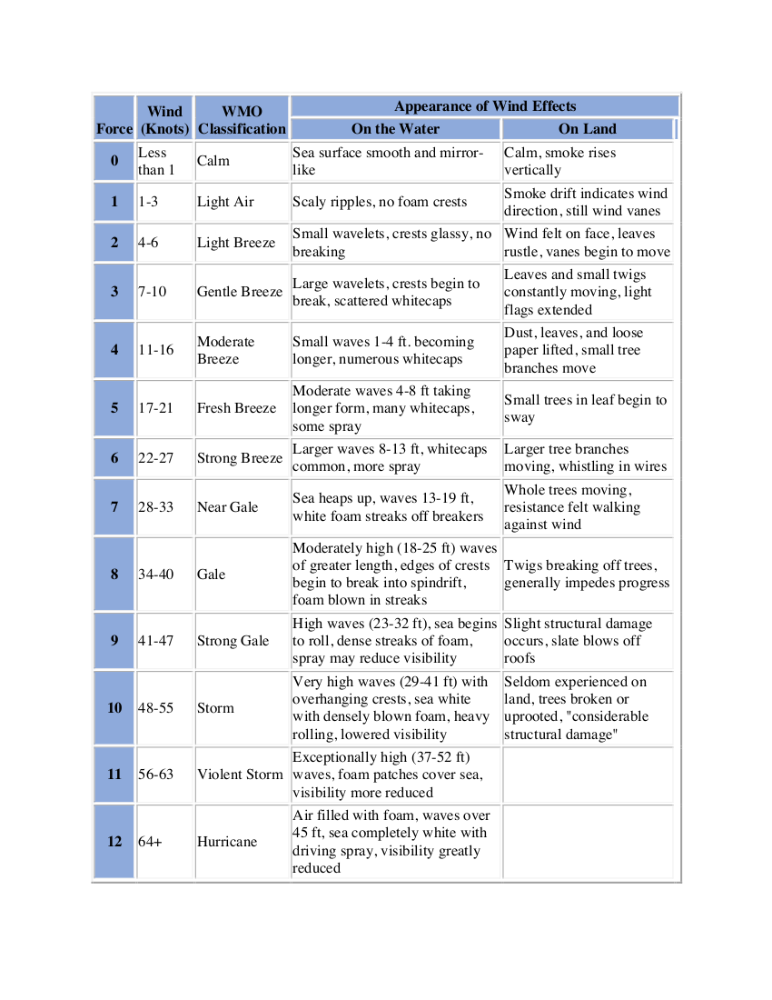 Appearance of Wind Effects
Wind
WMO
Force
(Knots)
Classification
On the Water
On Land
0
Less
than 1
Calm
Sea surface smooth and mirror-
like
Calm, smoke rises
vertically
1
1-3
Light Air
Scaly ripples, no foam crests
Smoke drift indicates wind
direction, still wind vanes
2
4-6
Light Breeze
Small wavelets, crests glassy, no
breaking
Wind felt on face, leaves
rustle, vanes begin to move
3
7-10
Gentle Breeze
Large wavelets, crests begin to
break, scattered whitecaps
Leaves and small twigs
constantly moving, light
flags extended
4
11-16
Moderate
Breeze
Small waves 1-4 ft. becoming
longer, numerous whitecaps
Dust, leaves, and loose
paper lifted, small tree
branches move
5
17-21
Fresh Breeze
Moderate waves 4-8 ft taking
longer form, many whitecaps,
some spray
Small trees in leaf begin to
sway
6
22-27
Strong Breeze
Larger waves 8-13 ft, whitecaps
common, more spray
Larger tree branches
moving, whistling in wires
7
28-33
Near Gale
Sea heaps up, waves 13-19 ft,
white foam streaks off breakers
Whole trees moving,
resistance felt walking
against wind
8
34-40
Gale
Moderately high (18-25 ft) waves
of greater length, edges of crests
begin to break into spindrift,
foam blown in streaks
Twigs breaking off trees,
generally impedes progress
9
41-47
Strong Gale
High waves (23-32 ft), sea begins
to roll, dense streaks of foam,
spray may reduce visibility
Slight structural damage
occurs, slate blows off
roofs
10
48-55
Storm
Very high waves (29-41 ft) with
overhanging crests, sea white
with densely blown foam, heavy
rolling, lowered visibility
Seldom experienced on
land, trees broken or
uprooted, "considerable
structural damage"
11
56-63
Violent Storm
Exceptionally high (37-52 ft)
waves, foam patches cover sea,
visibility more reduced
12
64+
Hurricane
Air filled with foam, waves over
45 ft, sea completely white with
driving spray, visibility greatly
reduced